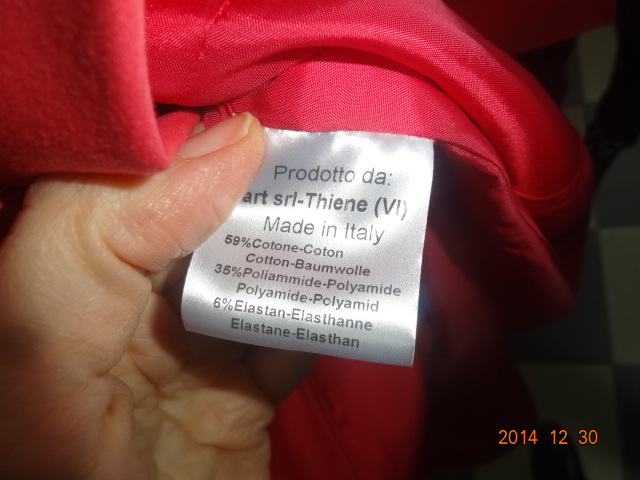 Prodotto da:
art srl-Thiene (VI)
Made in Italy
59%Cotone-Coton
Cotton-Baumwolle
35%Poliammide-Polyamide
Polyamide-Polyamid
6%Elastan-Elasthanne
Elastane-Elasthan
2014 12 30